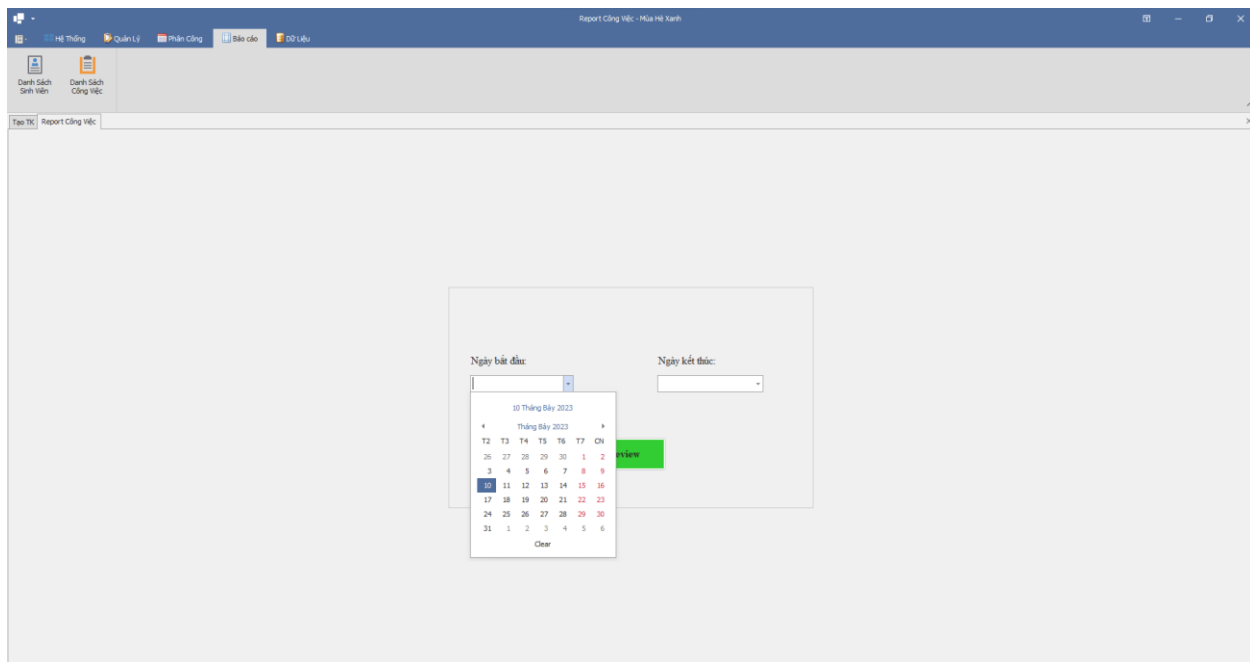 Report Công Việc - Mùa Hè Xanh
Hệ Thống Quản Lý Phân Công Báo cáo Dữ Liệu
Danh Sách Sinh Viên
Danh Sách Công Việc
Tạo TK Report Công Việc
Ngày bắt đầu: Ngày kết thúc:
10 Tháng Bảy 2023
Tháng Bảy 2023
T2 T3 T4 T5 T6 T7 CN
26 27 28 29 30 1 2
3 4 5 6 7 8 9
10 11 12 13 14 15 16
17 18 19 20 21 22 23
24 25 26 27 28 29 30
31 1 2 3 4 5 6
Clear
eview